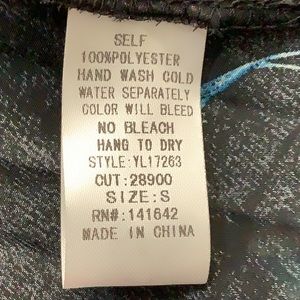 SELF
100%POLYESTER
HAND WASH COLD
WATER SEPARATELY
COLOR WILL BLEED
NO BLEACH
HANG TO DRY
STYLE:YL17263
CUT:28900
SIZE:S
RN#:141642
MADE IN CHINA